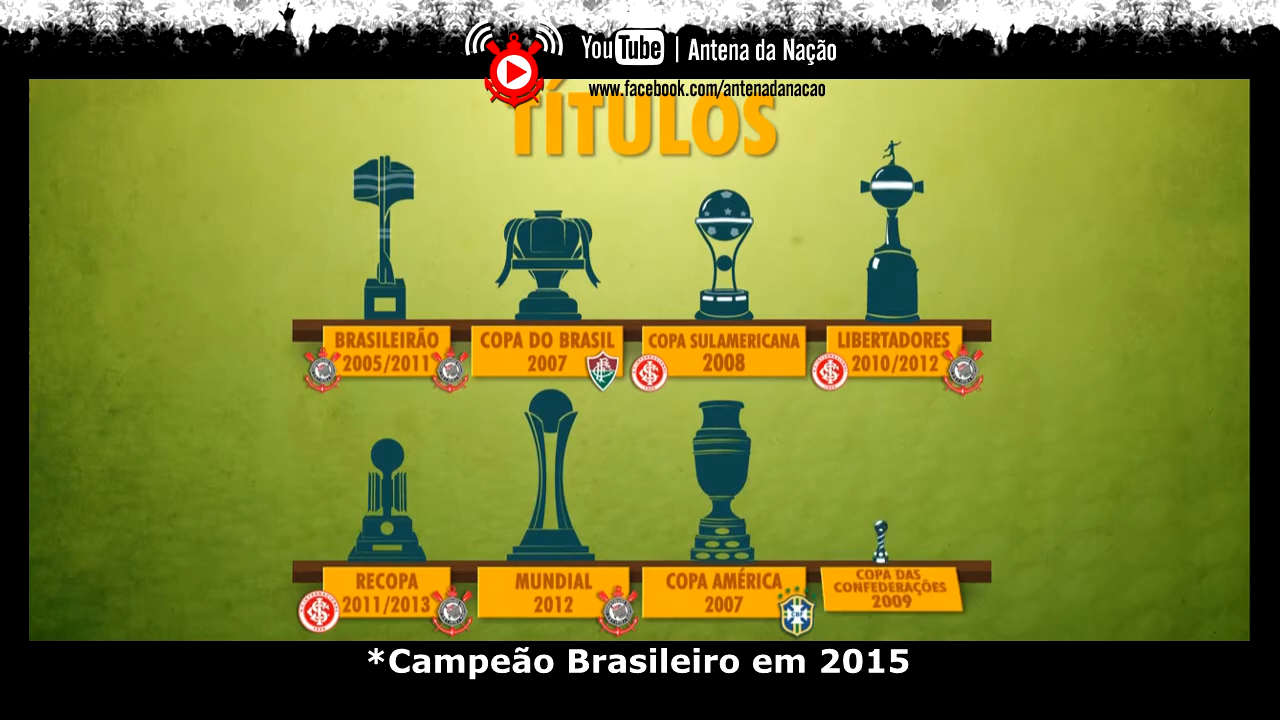 YouTube | Antena da Nação
www.facebook.com/antenadanacao
TÍTULOS
BRASILEIRÃO
2005/2011
COPA DO BRASIL
2007
COPA SULAMERICANA
2008
LIBERTADORES
2010/2012
RECOPA
2011/2013
MUNDIAL
2012
COPA AMÉRICA
2007
COPA DAS
CONFEDERAÇÕES
2009
*Campeão Brasileiro em 2015